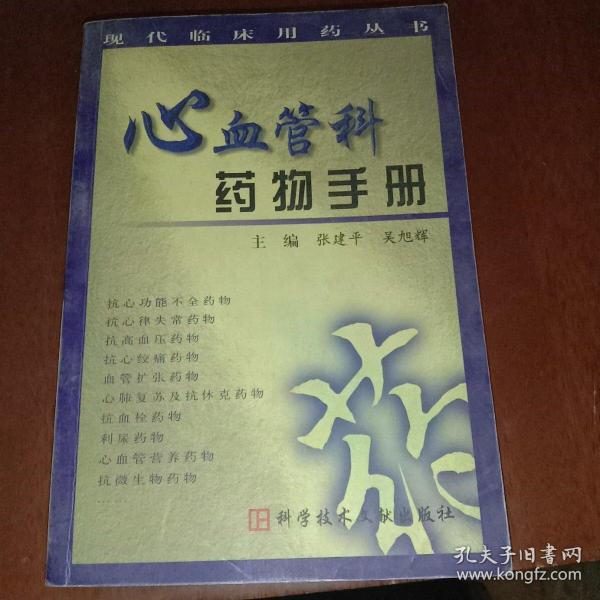 现代临床用药丛书
心血管科
药物手册
主编 张建平 吴旭辉
抗心功能不全药物
抗心律失常药物
抗高血压药物
抗心绞痛药物
血管扩张药物
心肺复苏及抗休克药物
抗血栓药物
利尿药物
心血管营养药物
抗微生物药物
……
科学技术文献出版社
孔夫子旧书网
www.kongfz.com